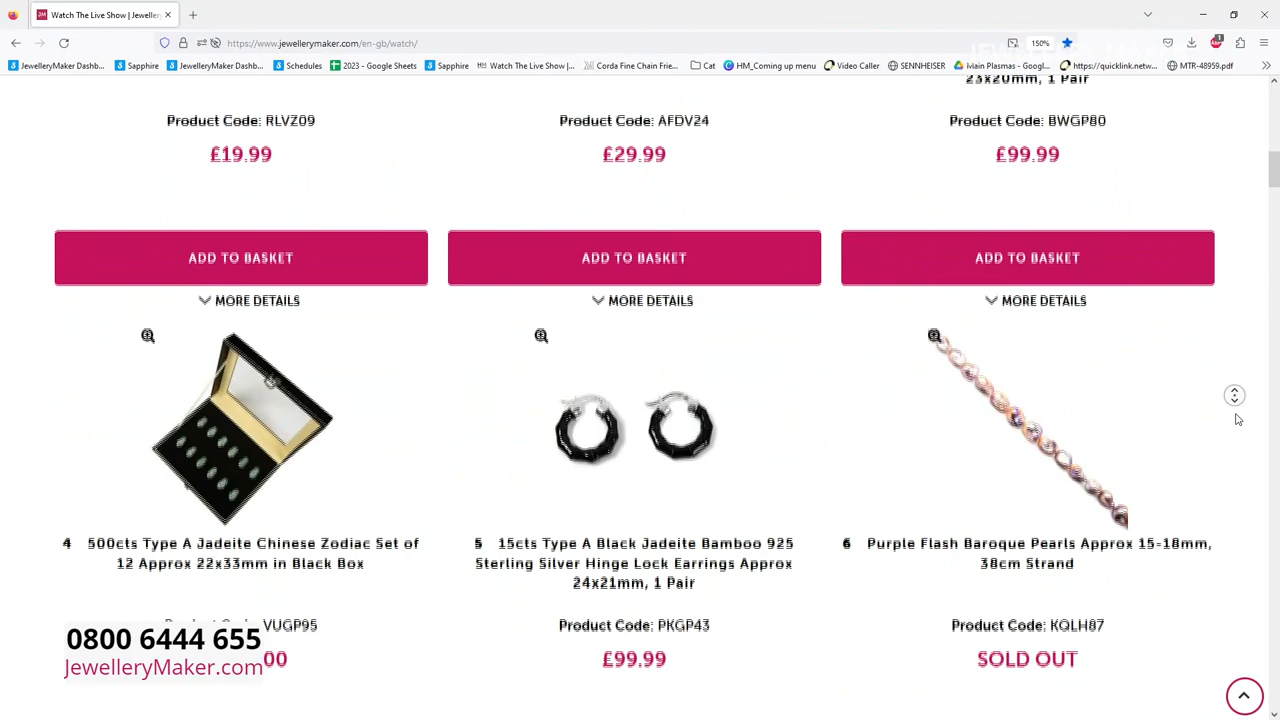 Watch The Live Show | Jeweller
https://www.jewellerymaker.com/en-gb/watch/
150%
JewelleryMaker Dashb...
Sapphire
JewelleryMaker Dashb...
Schedules
2023 - Google Sheets
Sapphire
Watch The Live Show |...
Corda Fine Chain Frie...
Cat
HM_Coming up menu
Video Caller
SENNHEISER
Main Plasmas - Googl...
https://quicklink.netw...
MTR-48959.pdf
23x20mm, 1 Pair
Product Code: RLVZ09
Product Code: AFDV24
Product Code: BWGP80
£19.99
£29.99
£99.99
ADD TO BASKET
ADD TO BASKET
ADD TO BASKET
MORE DETAILS
MORE DETAILS
MORE DETAILS
4 500cts Type A Jadeite Chinese Zodiac Set of
12 Approx 22x33mm in Black Box
5 15cts Type A Black Jadeite Bamboo 925
Sterling Silver Hinge Lock Earrings Approx
24x21mm, 1 Pair
6 Purple Flash Baroque Pearls Approx 15-18mm,
38cm Strand
Product Code: VUGP95
Product Code: PKGP43
Product Code: KQLH87
00
£99.99
SOLD OUT
0800 6444 655
JewelleryMaker.com